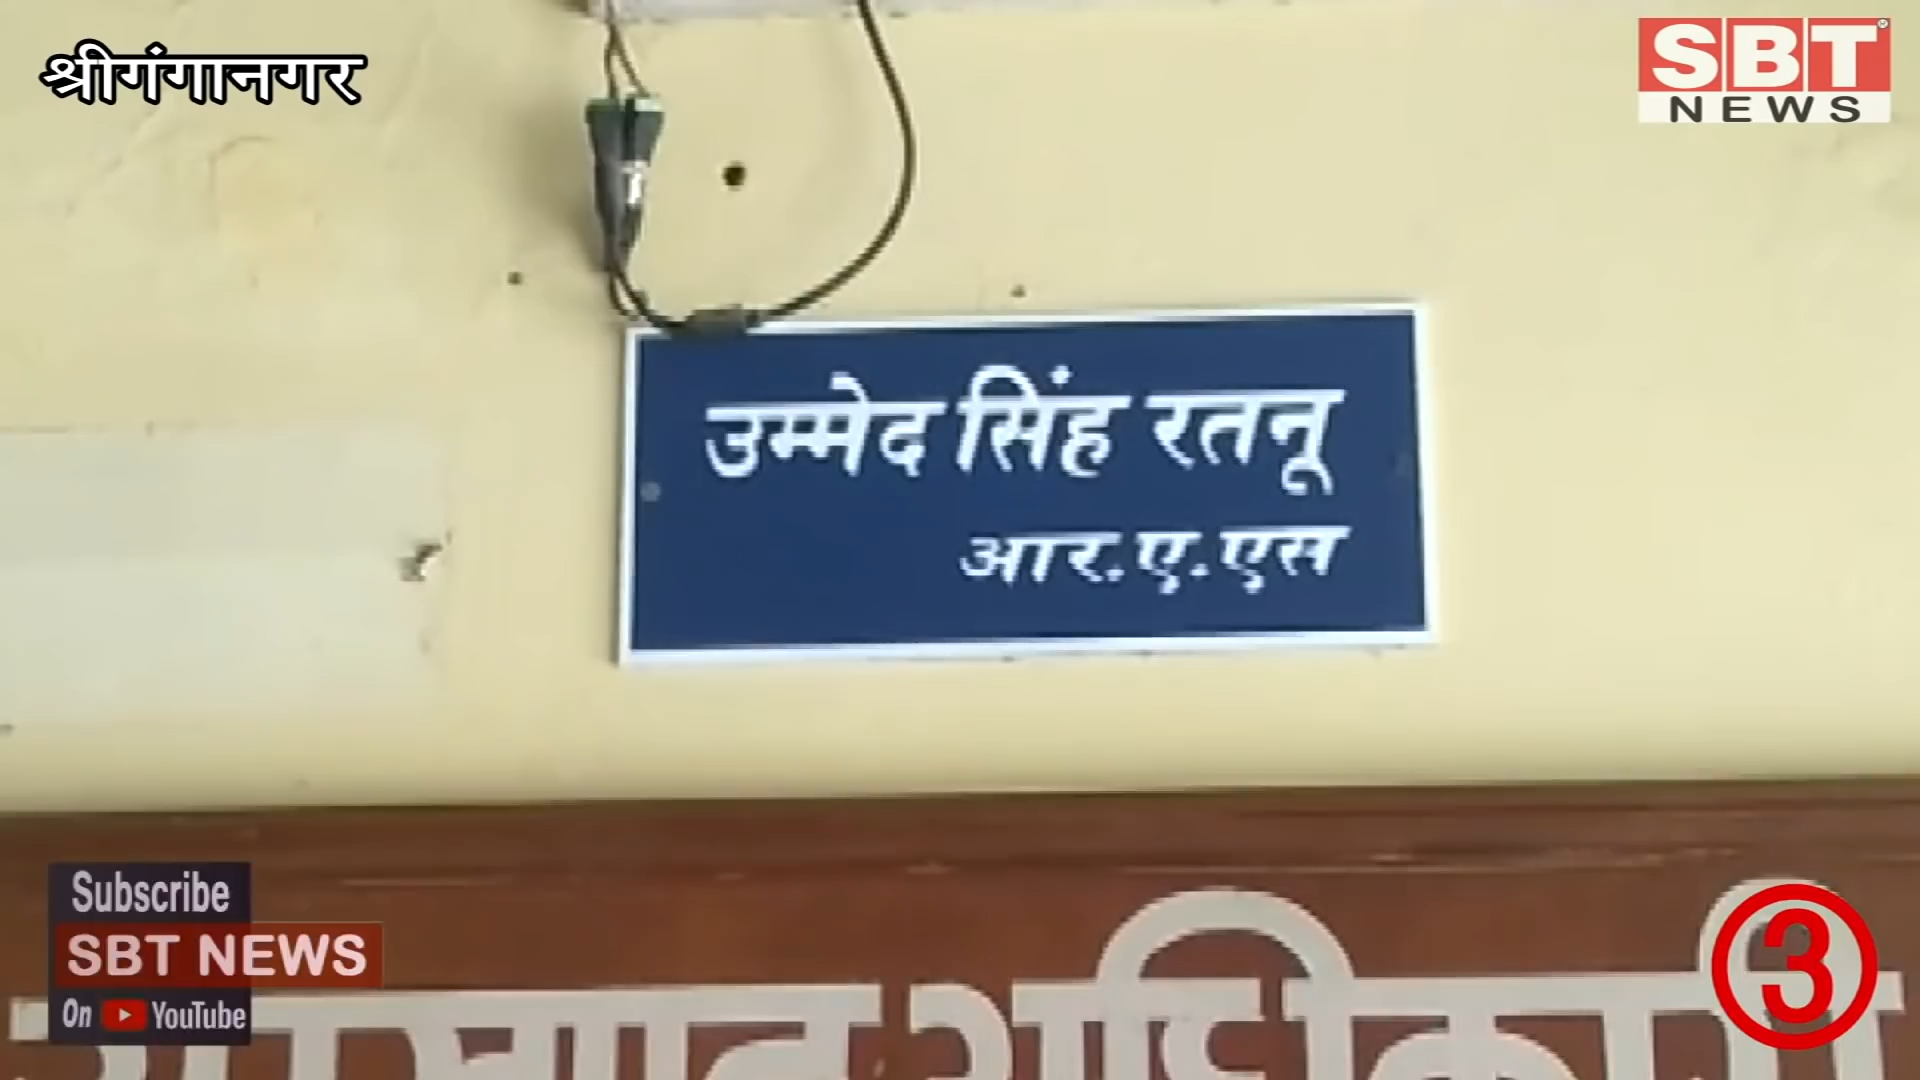 श्रीगंगानगर
SBT
NEWS
उम्मेद सिंह रतनू
आर.ए.एस
Subscribe
SBT NEWS
On YouTube
3